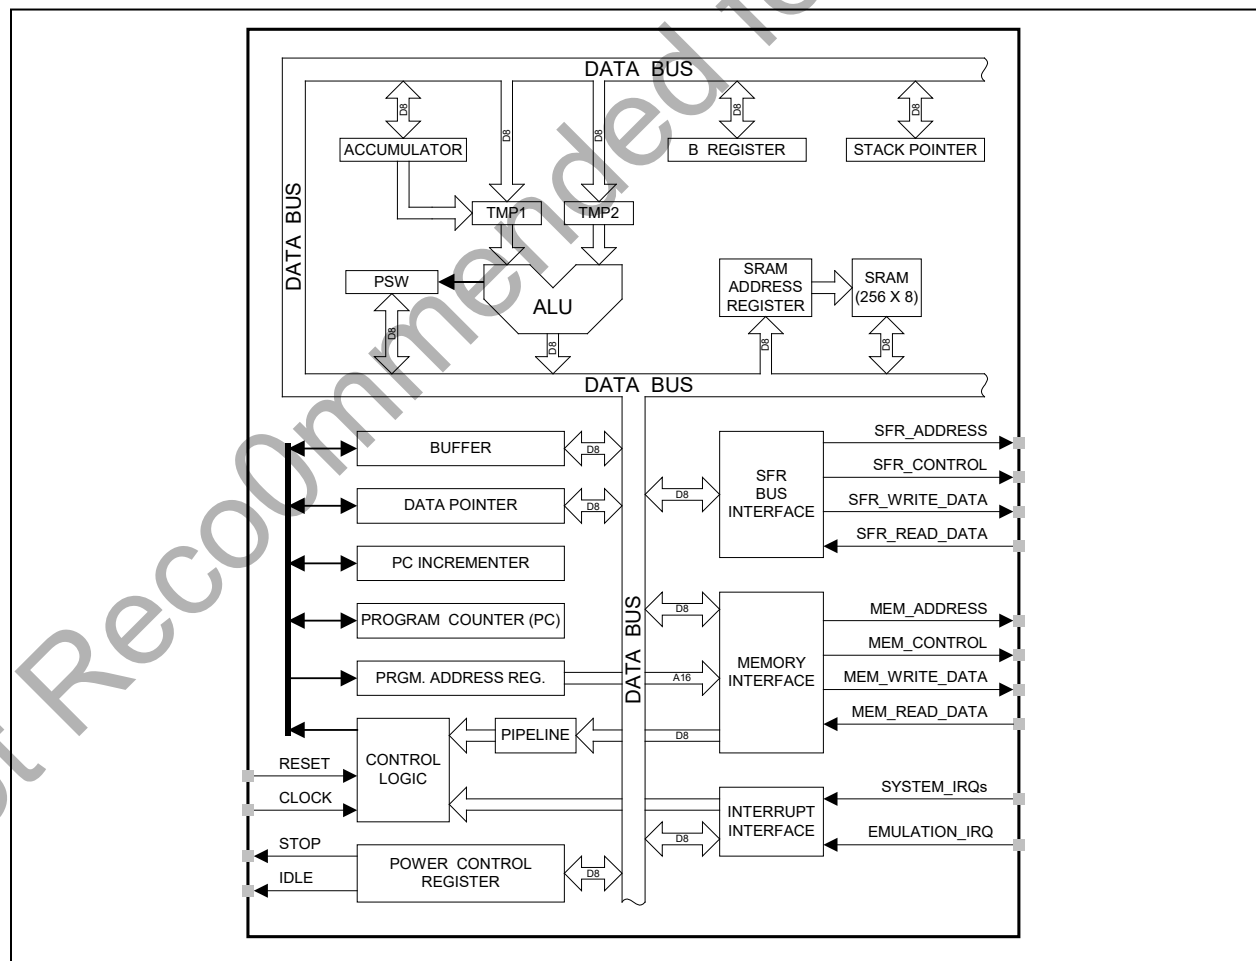 DATA BUS
D8
D8
D8
D8
D8
ACCUMULATOR
B REGISTER
STACK POINTER
DATA BUS
TMP1
TMP2
PSW
ALU
SRAM
ADDRESS
REGISTER
SRAM
(256 X 8)
D8
D8
D8
D8
DATA BUS
BUFFER
D8
DATA POINTER
D8
PC INCREMENTER
PROGRAM COUNTER (PC)
PRGM. ADDRESS REG.
A16
DATA BUS
D8
SFR
BUS
INTERFACE
SFR_ADDRESS
SFR_CONTROL
SFR_WRITE_DATA
SFR_READ_DATA
D8
MEMORY
INTERFACE
MEM_ADDRESS
MEM_CONTROL
MEM_WRITE_DATA
MEM_READ_DATA
PIPELINE
D8
CONTROL
LOGIC
RESET
CLOCK
INTERRUPT
INTERFACE
D8
SYSTEM_IRQs
EMULATION_IRQ
STOP
IDLE
POWER CONTROL
REGISTER
D8
Reco0mmended